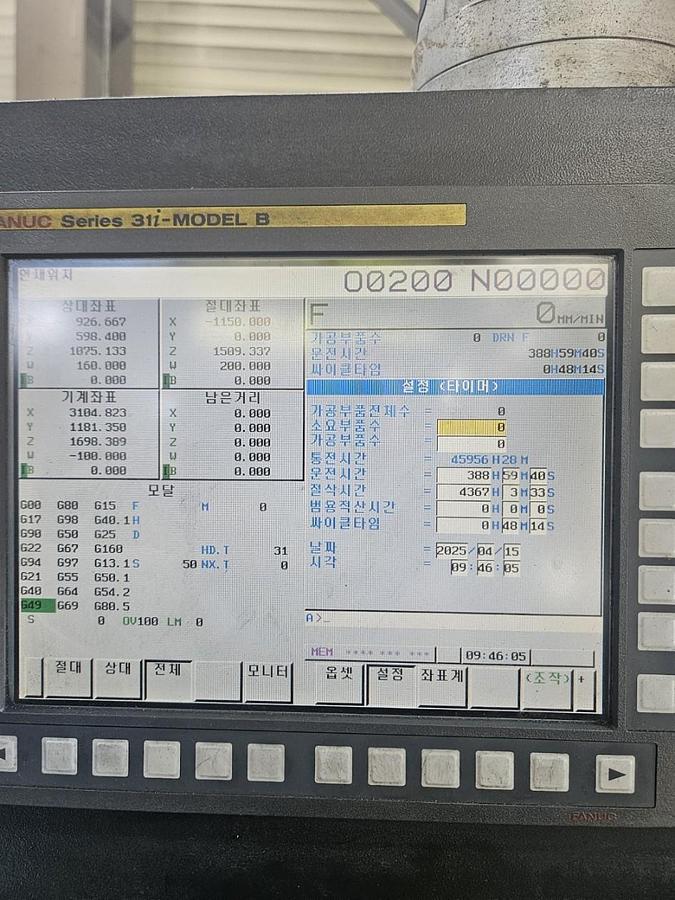 FANUC Series 31i-MODEL B
현재위치 O0200 N00000
상대좌표 절대좌표
926.667 X -1150.000
598.400 Y 0.000
Z 1075.133 Z 1509.337
W 160.000 W 200.000
B 0.000 B 0.000
기계좌표 남은거리
X 3104.823 X 0.000
Y 1181.350 Y 0.000
Z 1698.389 Z 0.000
W -100.000 W 0.000
B 0.000 B 0.000
모달
G00 G80 G15 F M 0
G17 G98 G40.1 H
G90 G50 G25 D
G22 G67 G160 HD.T 31
G94 G97 G13.1 S 50 NX.T 0
G21 G55 G50.1
G40 G64 G54.2
G49 G69 G80.5
S 0 OV100 LM 0
F 0 MM/MIN
가공부품수 0 DRN F 0
운전시간 388H59M40S
싸이클타임 0H48M14S
설정 (타이머)
가공부품전체수 = 0
소요부품수 = 0
가공부품수 = 0
통전시간 = 45956H28M
운전시간 = 388H59M40S
절삭시간 = 4367H 3M33S
범용적산시간 = 0H 0M 0S
싸이클타임 = 0H48M14S
날짜 = 2025/04/15
시각 = 09:46:05
A>_
MEM **** *** *** 09:46:05
절대 상대 전체 모니터 옵셋 설정 좌표계 (조작) +
FANUC